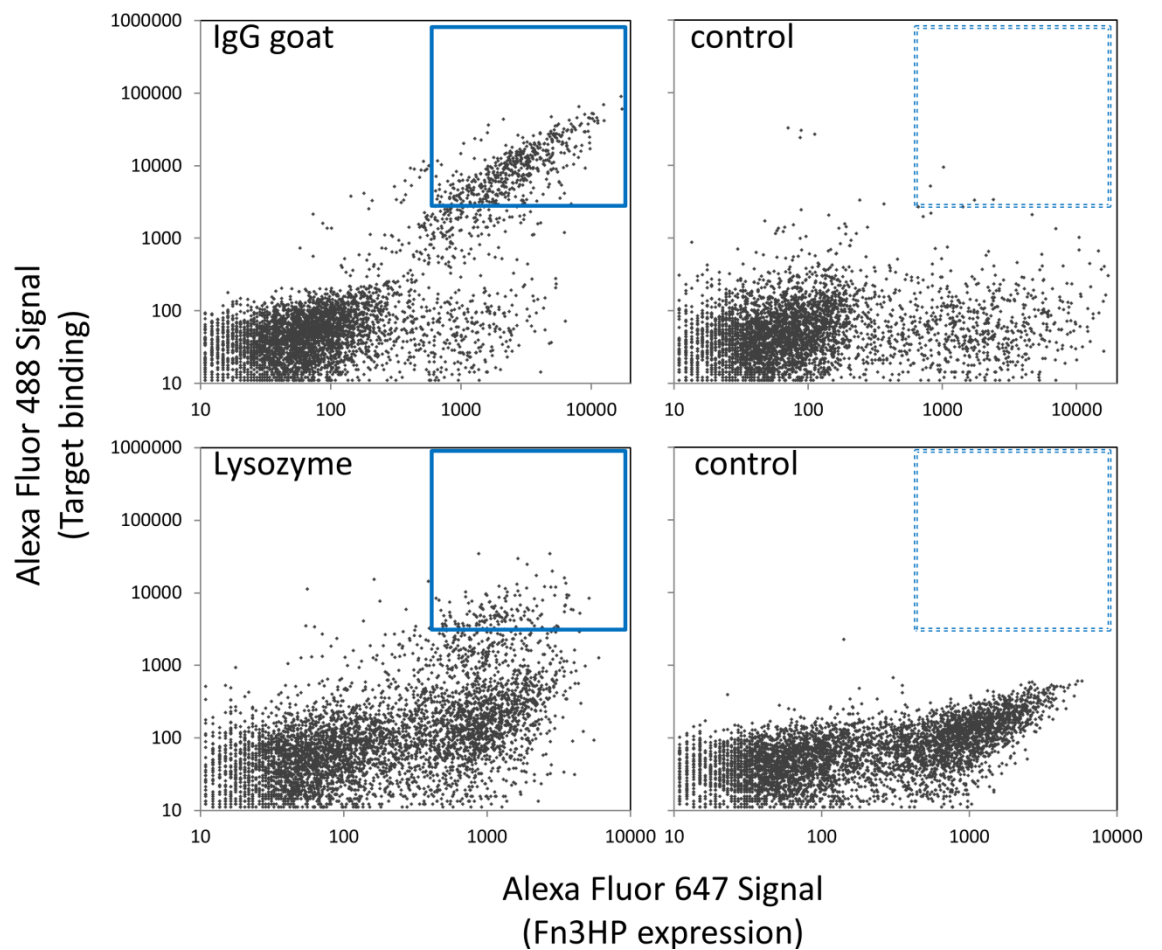 IgG goat
control
1000000
100000
10000
1000
100
10
10 100 1000 10000
10 100 1000 10000
Lysozyme
control
1000000
100000
10000
1000
100
10
10 100 1000 10000
10 100 1000 10000
Alexa Fluor 488 Signal
(Target binding)
Alexa Fluor 647 Signal
(Fn3HP expression)